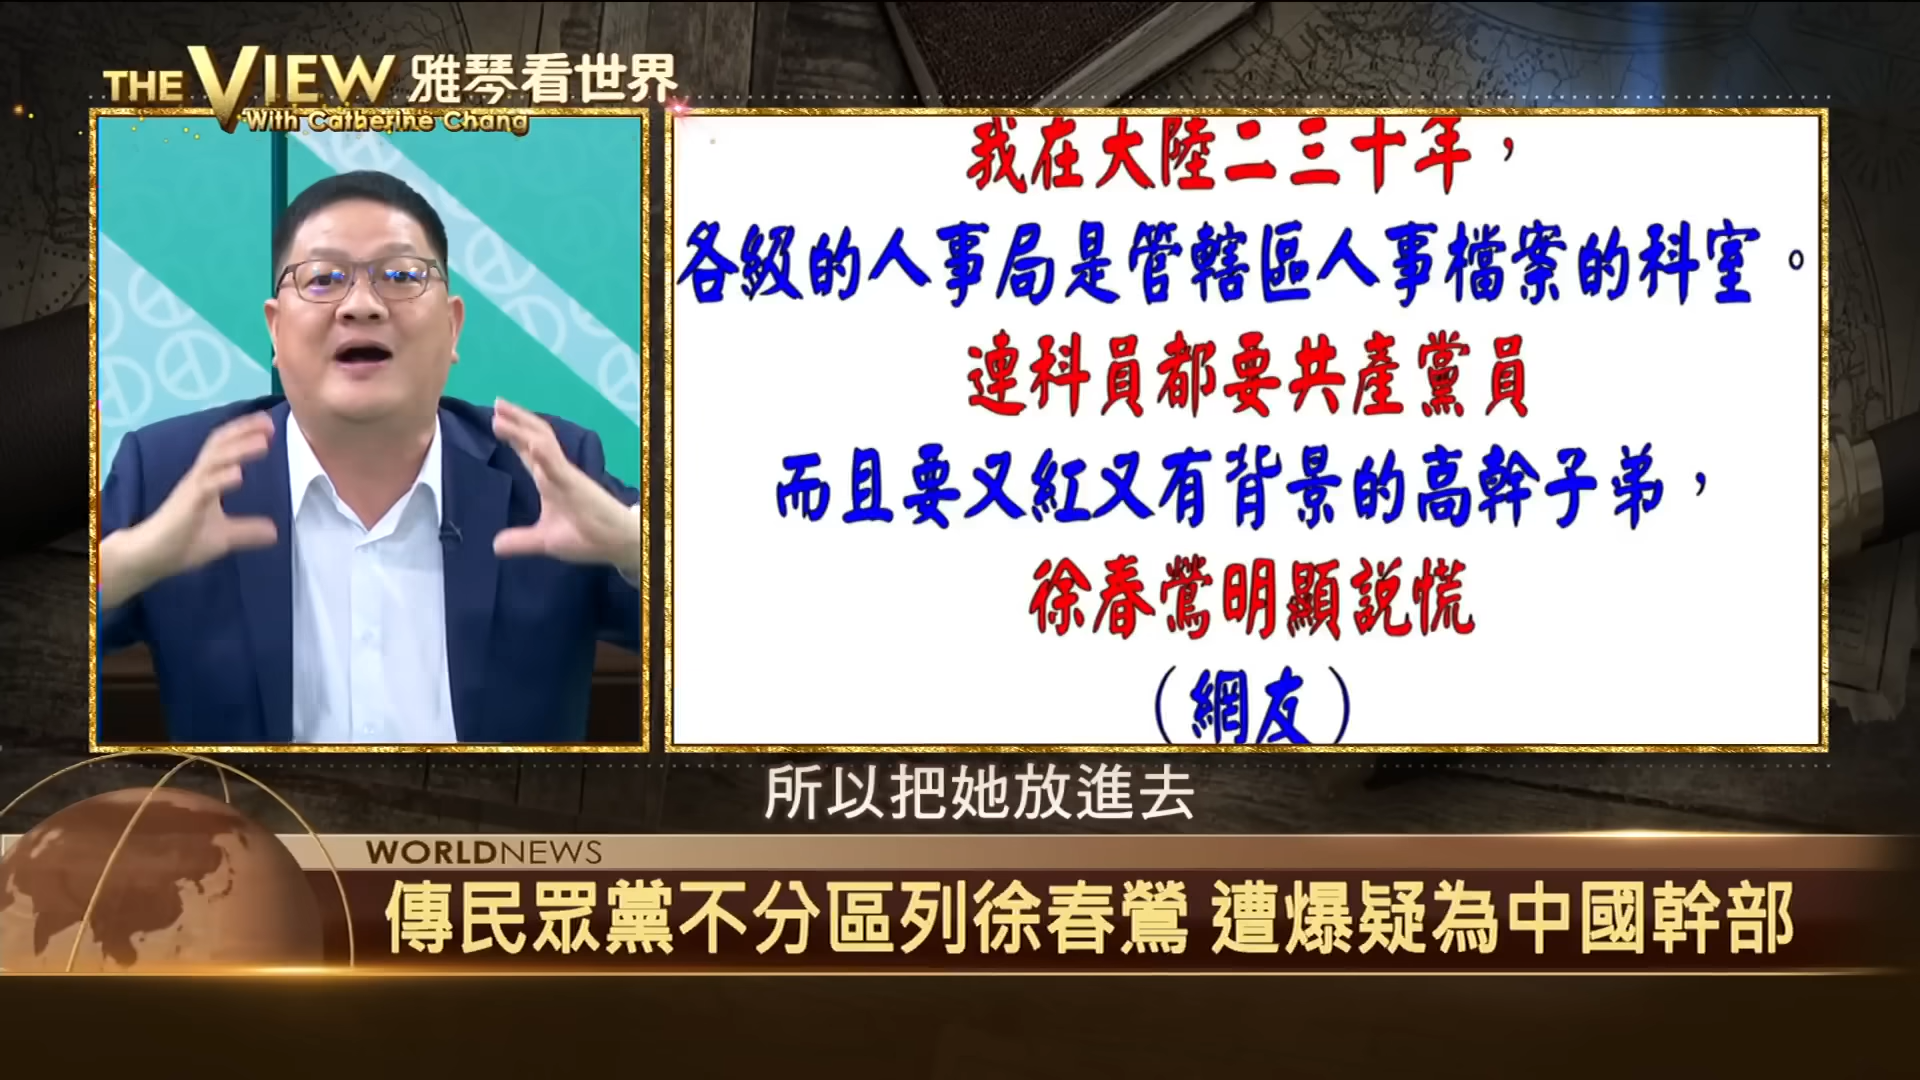 THE VIEW 雅琴看世界
With Catherine Chang
我在大陸二三十年，
各級的人事局是管轄區人事檔案的科室。
連科員都要共產黨員
而且要又紅又有背景的高幹子弟，
徐春鶯明顯說慌
（網友）
所以把她放進去
WORLDNEWS
傳民眾黨不分區列徐春鶯 遭爆疑為中國幹部